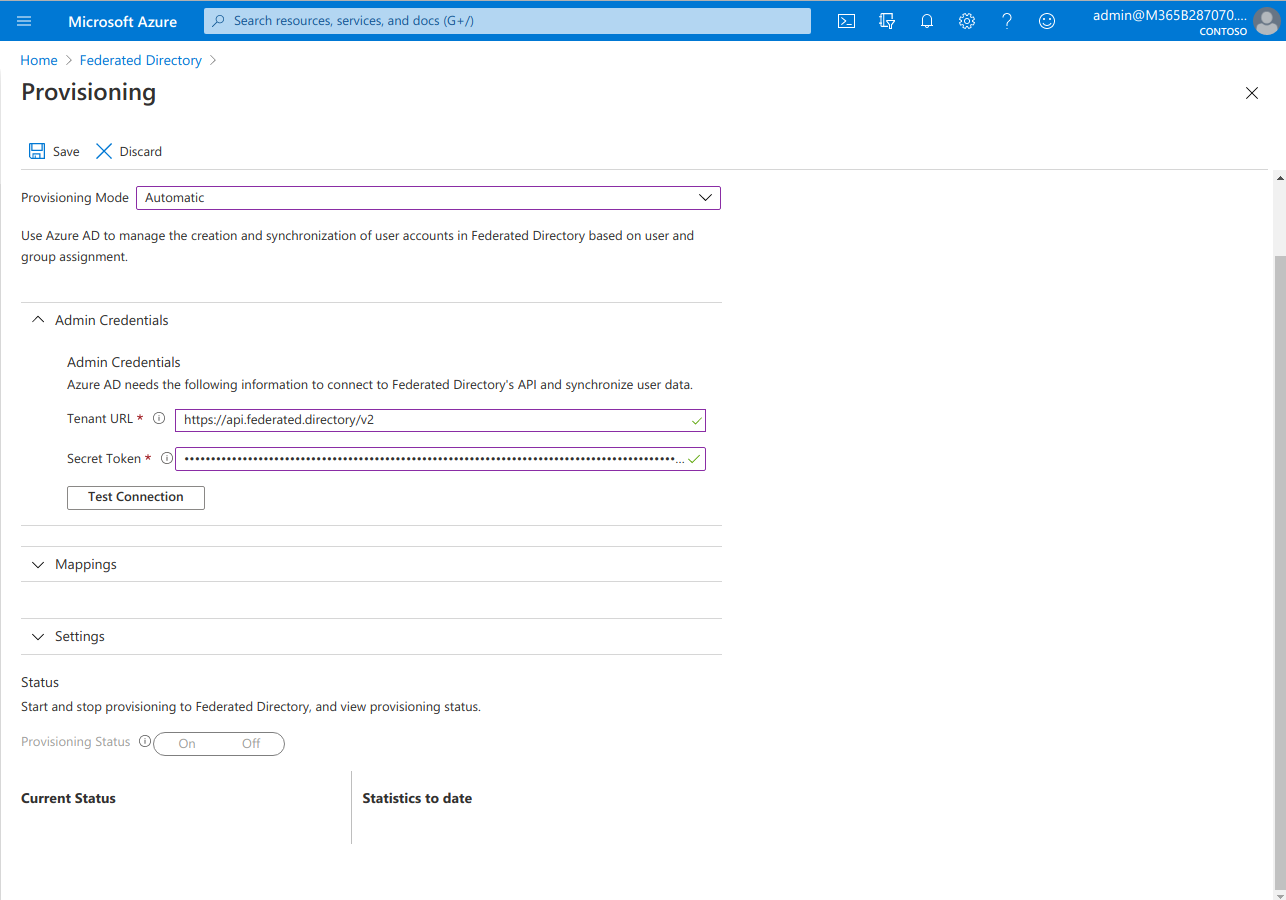 Microsoft Azure
Search resources, services, and docs (G+/)
admin@M365B287070....
CONTOSO
Home > Federated Directory >
Provisioning
Save Discard
Provisioning Mode Automatic
Use Azure AD to manage the creation and synchronization of user accounts in Federated Directory based on user and
group assignment.
Admin Credentials
Admin Credentials
Azure AD needs the following information to connect to Federated Directory's API and synchronize user data.
Tenant URL * https://api.federated.directory/v2
Secret Token *
Test Connection
Mappings
Settings
Status
Start and stop provisioning to Federated Directory, and view provisioning status.
Provisioning Status On Off
Current Status Statistics to date